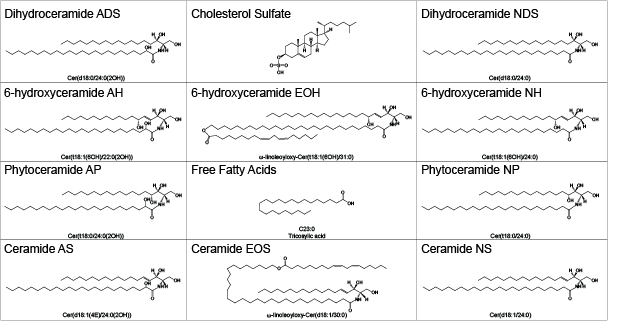 Dihydroceramide ADS
Cholesterol Sulfate
Dihydroceramide NDS
Cer(d18:0/24:0(2OH))
Cer(d18:0/24:0)
6-hydroxyceramide AH
6-hydroxyceramide EOH
6-hydroxyceramide NH
Cer(t18:1(6OH)/22:0(2OH))
ω-linoleoyloxy-Cer(t18:1(6OH)/31:0)
Cer(t18:1(6OH)/24:0)
Phytoceramide AP
Free Fatty Acids
Phytoceramide NP
C23:0
Tricosylic acid
Cer(t18:0/24:0(2OH))
Cer(t18:0/24:0)
Ceramide AS
Ceramide EOS
Ceramide NS
Cer(d18:1(4E)/24:0(2OH))
ω-linoleoyloxy-Cer(d18:1/30:0)
Cer(d18:1/24:0)